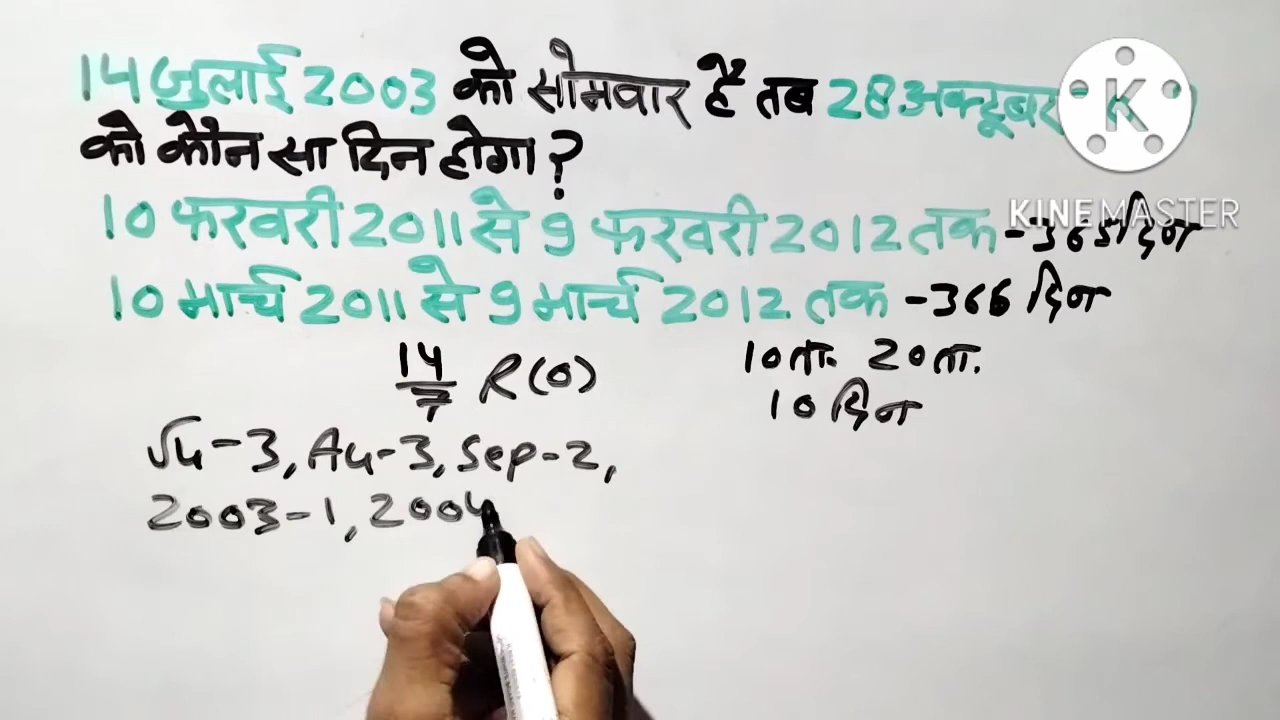 14 जुलाई 2003 को सोमवार हैं तब 28 अक्टूबर
को कौन सा दिन होगा ?
10 फरवरी 2011 से 9 फरवरी 2012 तक - 365 दिन
10 मार्च 2011 से 9 मार्च 2012 तक - 366 दिन
14/7 R(0)
10 ता. 20 ता.
10 दिन
Ju - 3, Au - 3, Sep - 2,
2003 - 1, 2004
K
KINEMASTER